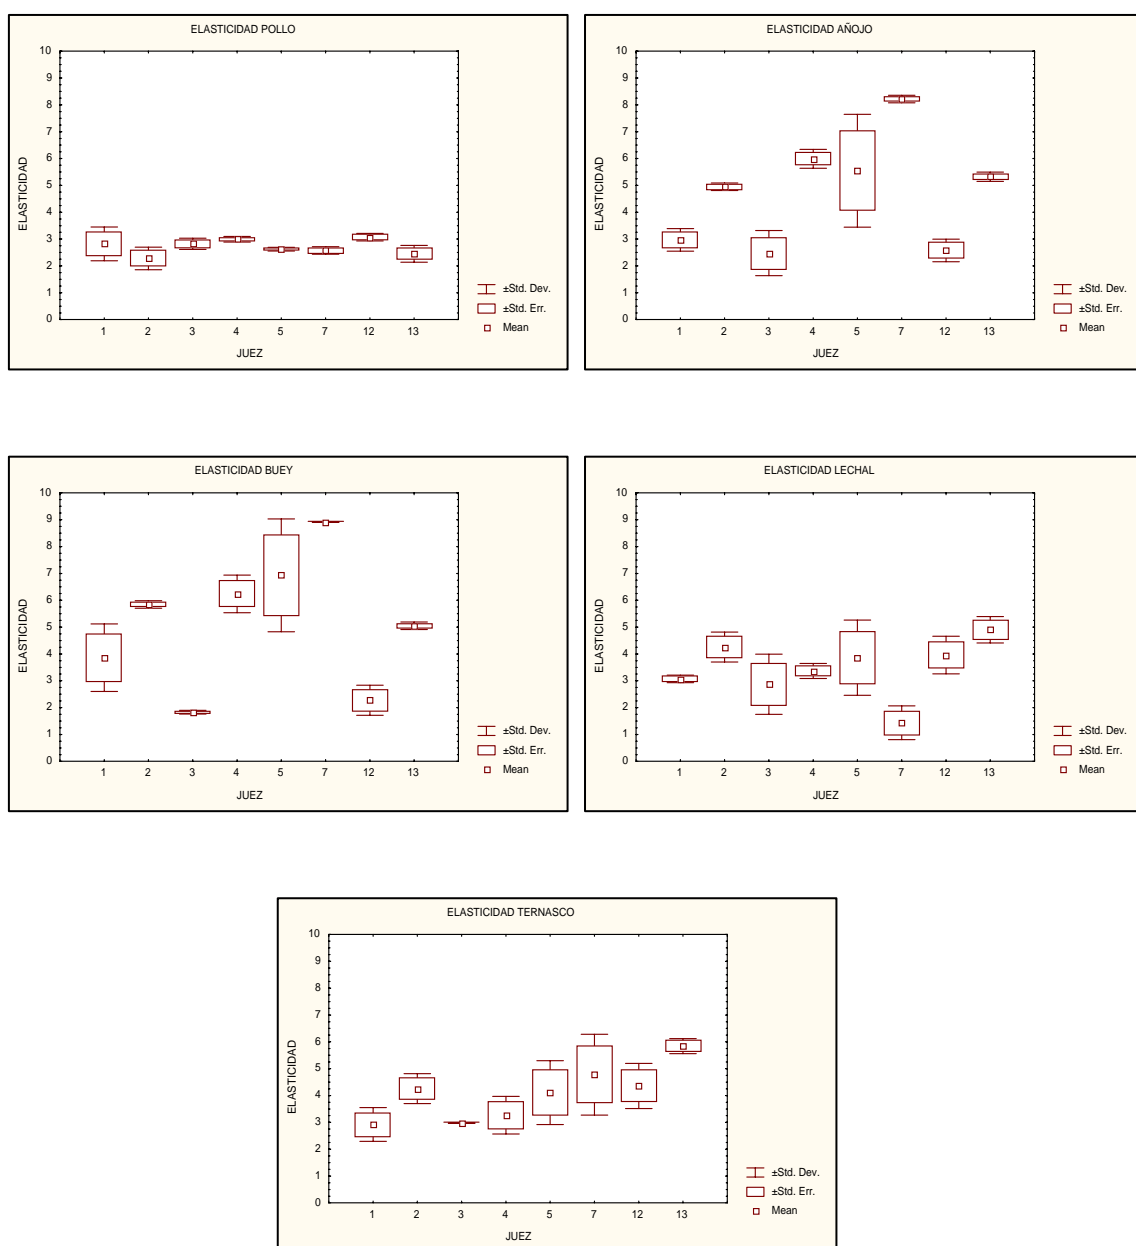 ELASTICIDAD POLLO
ELASTICIDAD
10
9
8
7
6
5
4
3
2
1
0
1 2 3 4 5 7 12 13
JUEZ
±Std. Dev.
±Std. Err.
Mean
ELASTICIDAD AÑOJO
ELASTICIDAD
10
9
8
7
6
5
4
3
2
1
0
1 2 3 4 5 7 12 13
JUEZ
±Std. Dev.
±Std. Err.
Mean
ELASTICIDAD BUEY
ELASTICIDAD
10
9
8
7
6
5
4
3
2
1
0
1 2 3 4 5 7 12 13
JUEZ
±Std. Dev.
±Std. Err.
Mean
ELASTICIDAD LECHAL
ELASTICIDAD
10
9
8
7
6
5
4
3
2
1
0
1 2 3 4 5 7 12 13
JUEZ
±Std. Dev.
±Std. Err.
Mean
ELASTICIDAD TERNASCO
ELASTICIDAD
10
9
8
7
6
5
4
3
2
1
0
1 2 3 4 5 7 12 13
JUEZ
±Std. Dev.
±Std. Err.
Mean